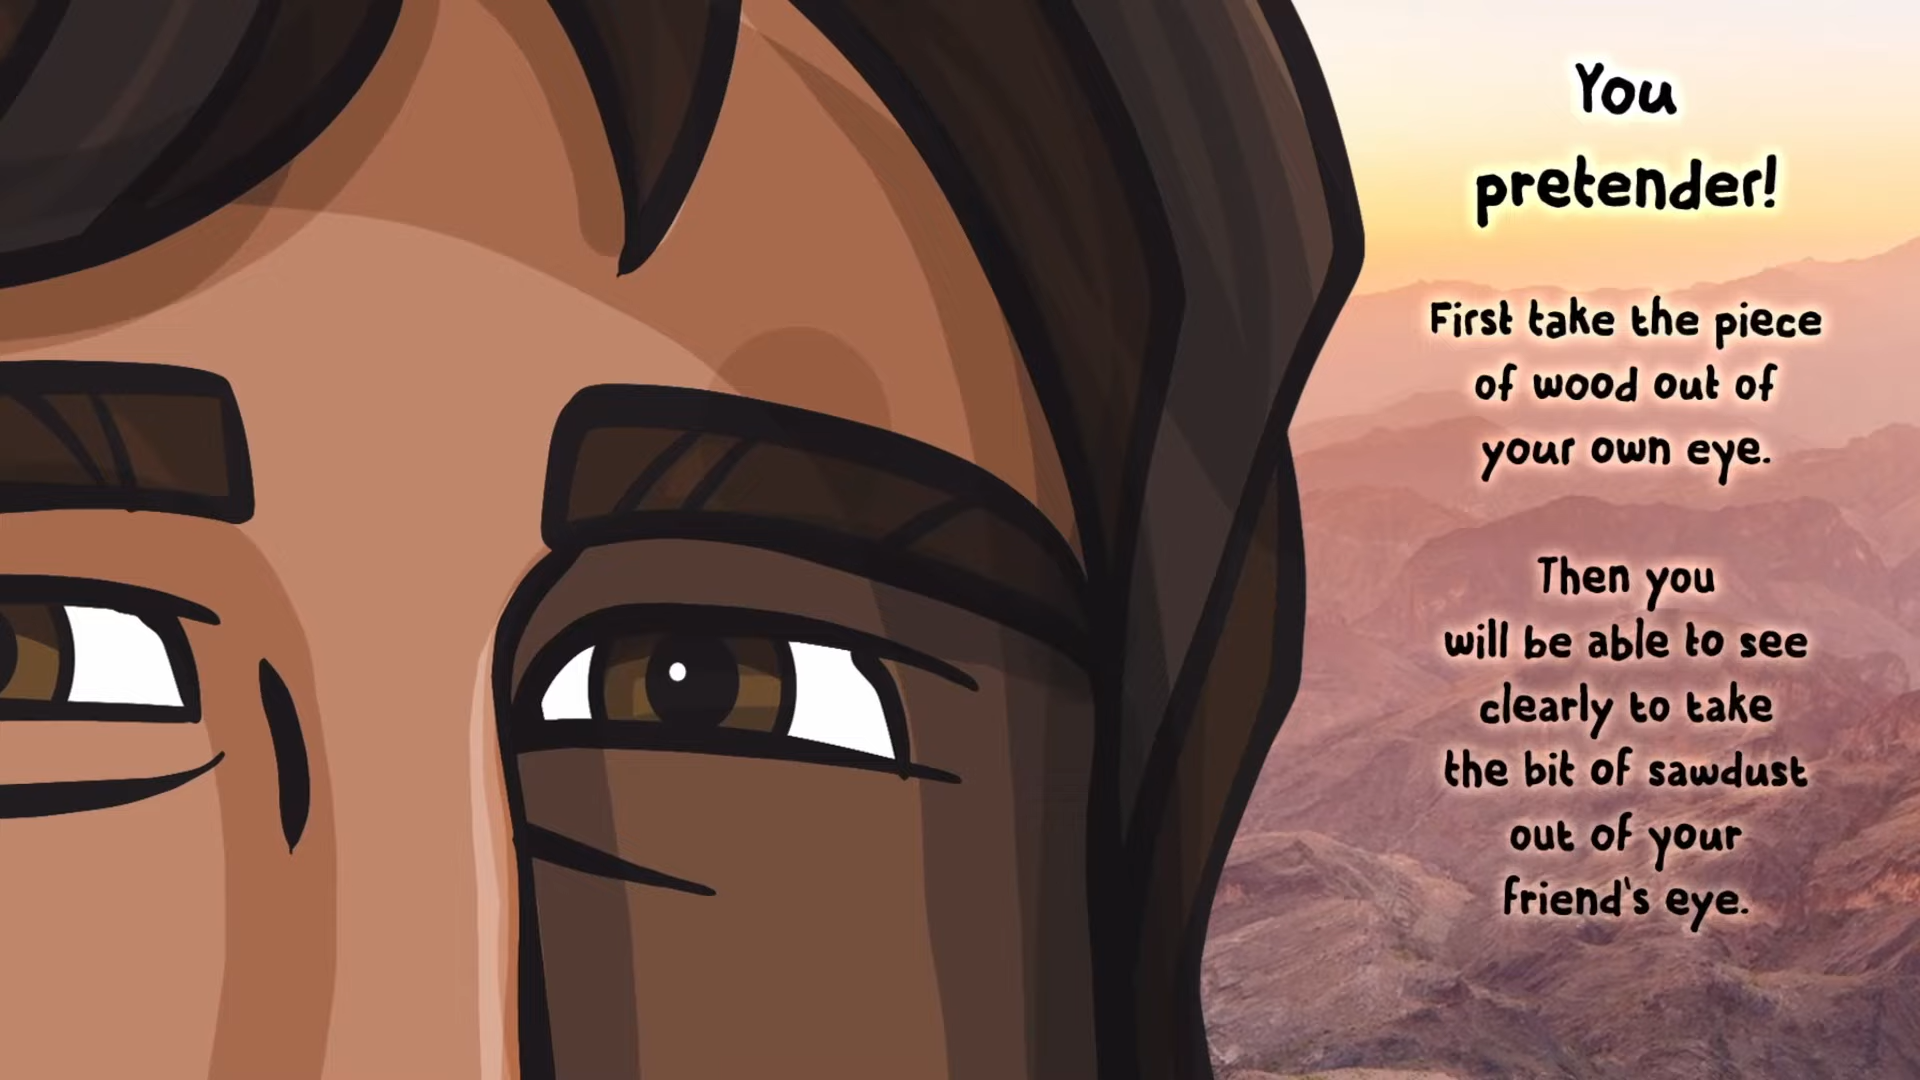 You
pretender!
First take the piece
of wood out of
your own eye.
Then you
will be able to see
clearly to take
the bit of sawdust
out of your
friend's eye.